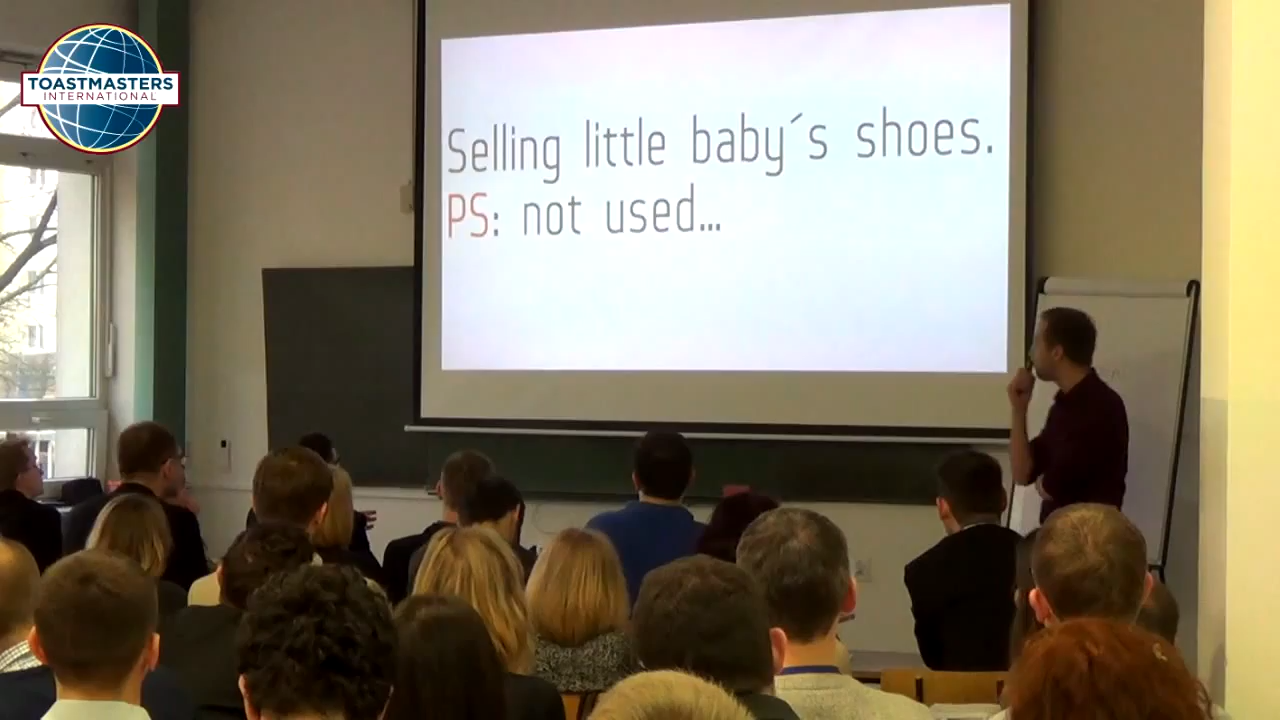 TOASTMASTERS
INTERNATIONAL
Selling little baby´s shoes.
PS: not used...